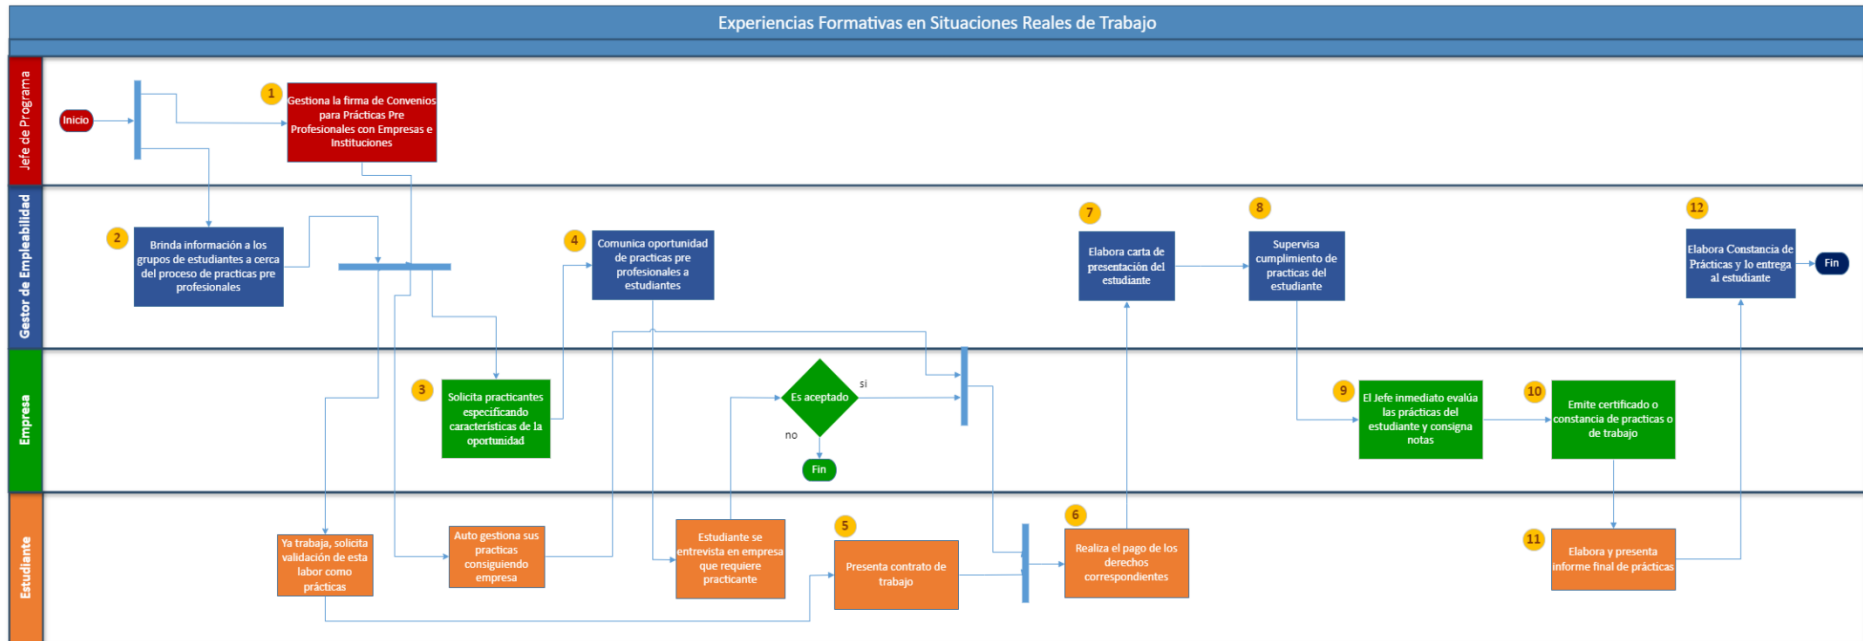 Experiencias Formativas en Situaciones Reales de Trabajo
Jefe de Programa
Inicio
1
Gestiona la firma de Convenios
para Prácticas Pre
Profesionales con Empresas e
Instituciones
Gestor de Empleabilidad
2
Brinda información a los
grupos de estudiantes a cerca
del proceso de practicas pre
profesionales
4
Comunica oportunidad
de practicas pre
profesionales a
estudiantes
7
Elabora carta de
presentación del
estudiante
8
Supervisa
cumplimiento de
practicas del
estudiante
12
Elabora Constancia de
Prácticas y lo entrega
al estudiante
Fin
Empresa
3
Solicita practicantes
especificando
características de la
oportunidad
Es aceptado
si
no
Fin
9
El Jefe inmediato evalúa
las prácticas del
estudiante y consigna
notas
10
Emite certificado o
constancia de practicas o
de trabajo
Estudiante
Ya trabaja, solicita
validación de esta
labor como
prácticas
Auto gestiona sus
practicas
consiguiendo
empresa
Estudiante se
entrevista en empresa
que requiere
practicante
5
Presenta contrato de
trabajo
6
Realiza el pago de los
derechos
correspondientes
11
Elabora y presenta
informe final de prácticas